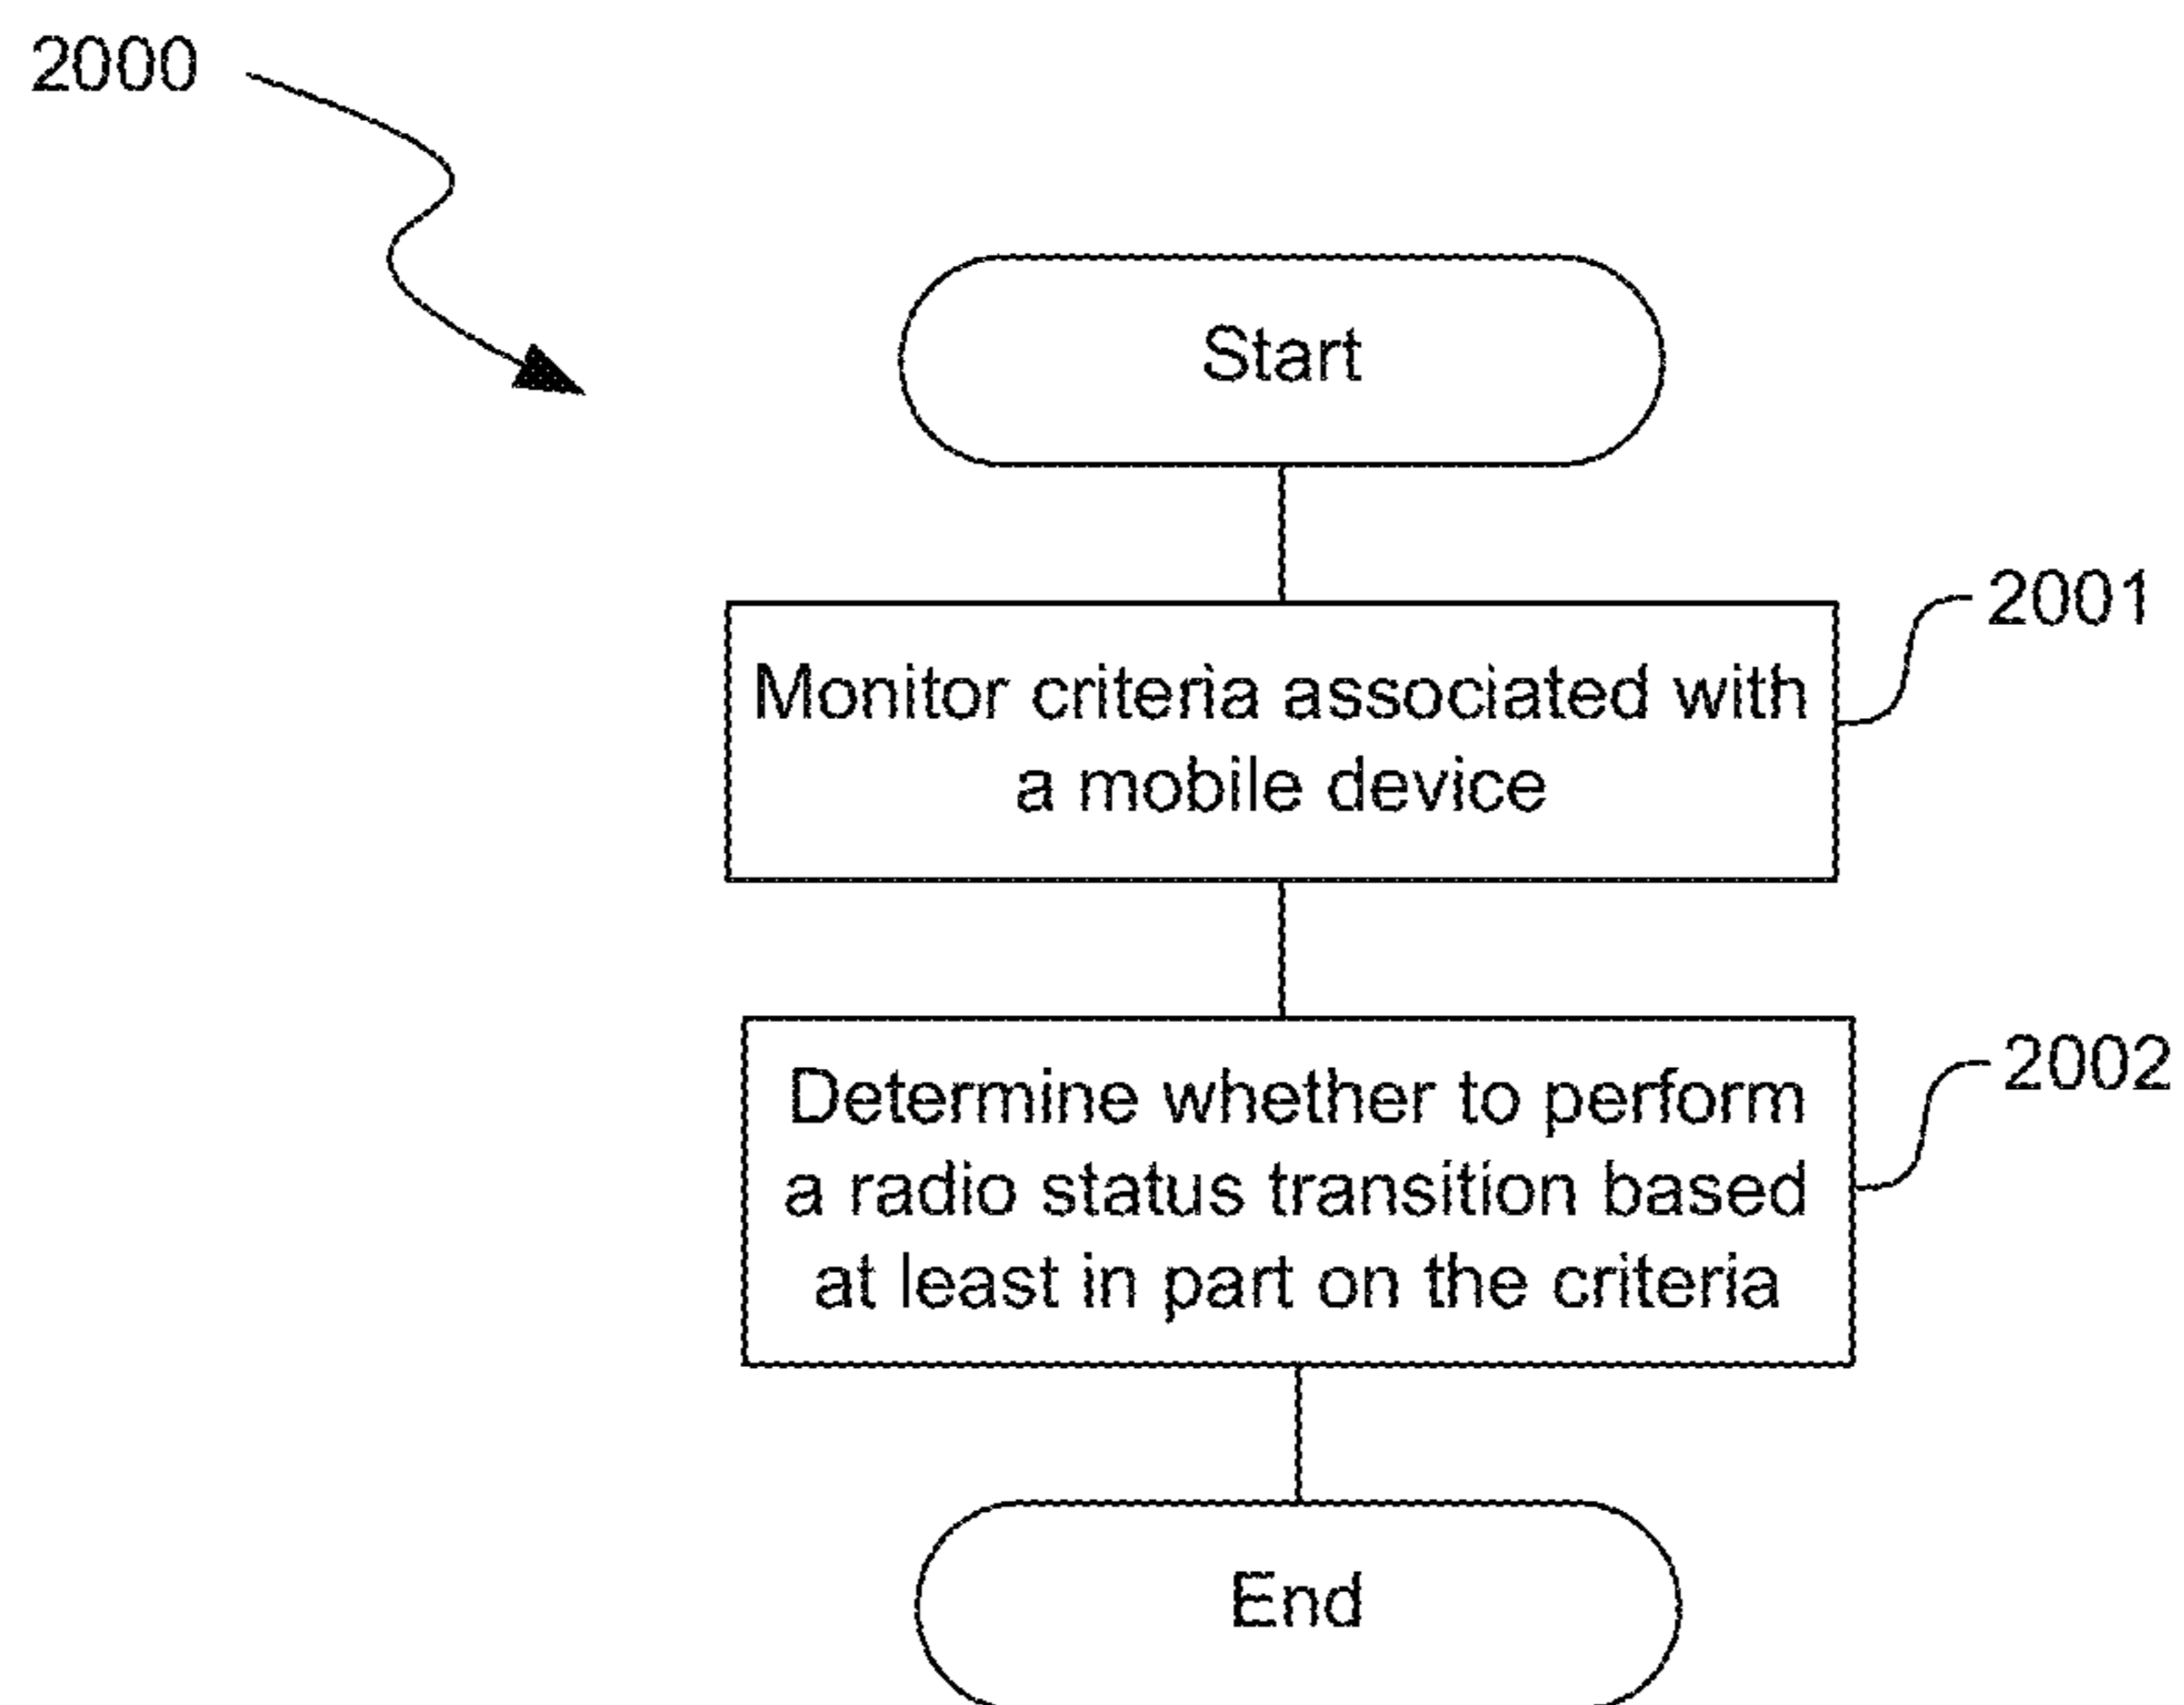 2000
Start
2001
Monitor criteria associated with
a mobile device
2002
Determine whether to perform
a radio status transition based
at least in part on the criteria
End